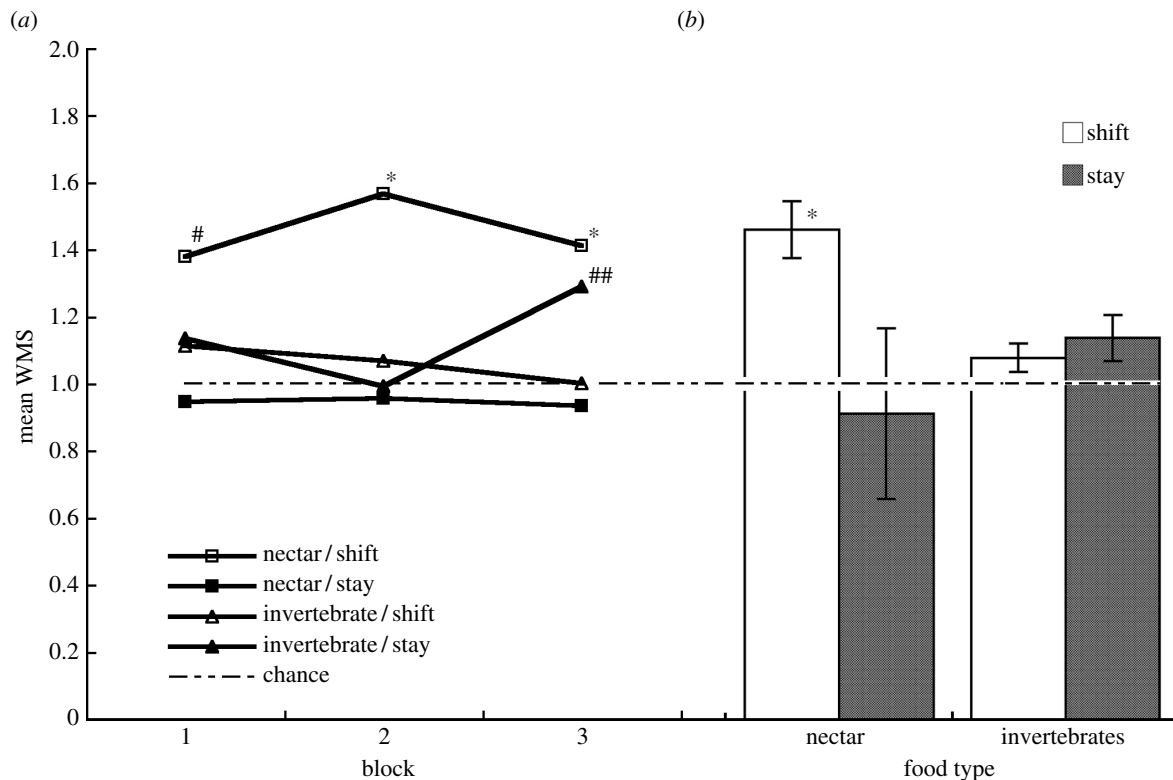 (a)
(b)
2.0
1.8
1.6
1.4
1.2
1.0
0.8
0.6
0.4
0.2
0
mean WMS
#
*
*
##
nectar / shift
nectar / stay
invertebrate / shift
invertebrate / stay
chance
1 2 3
block
shift
stay
*
nectar invertebrates
food type